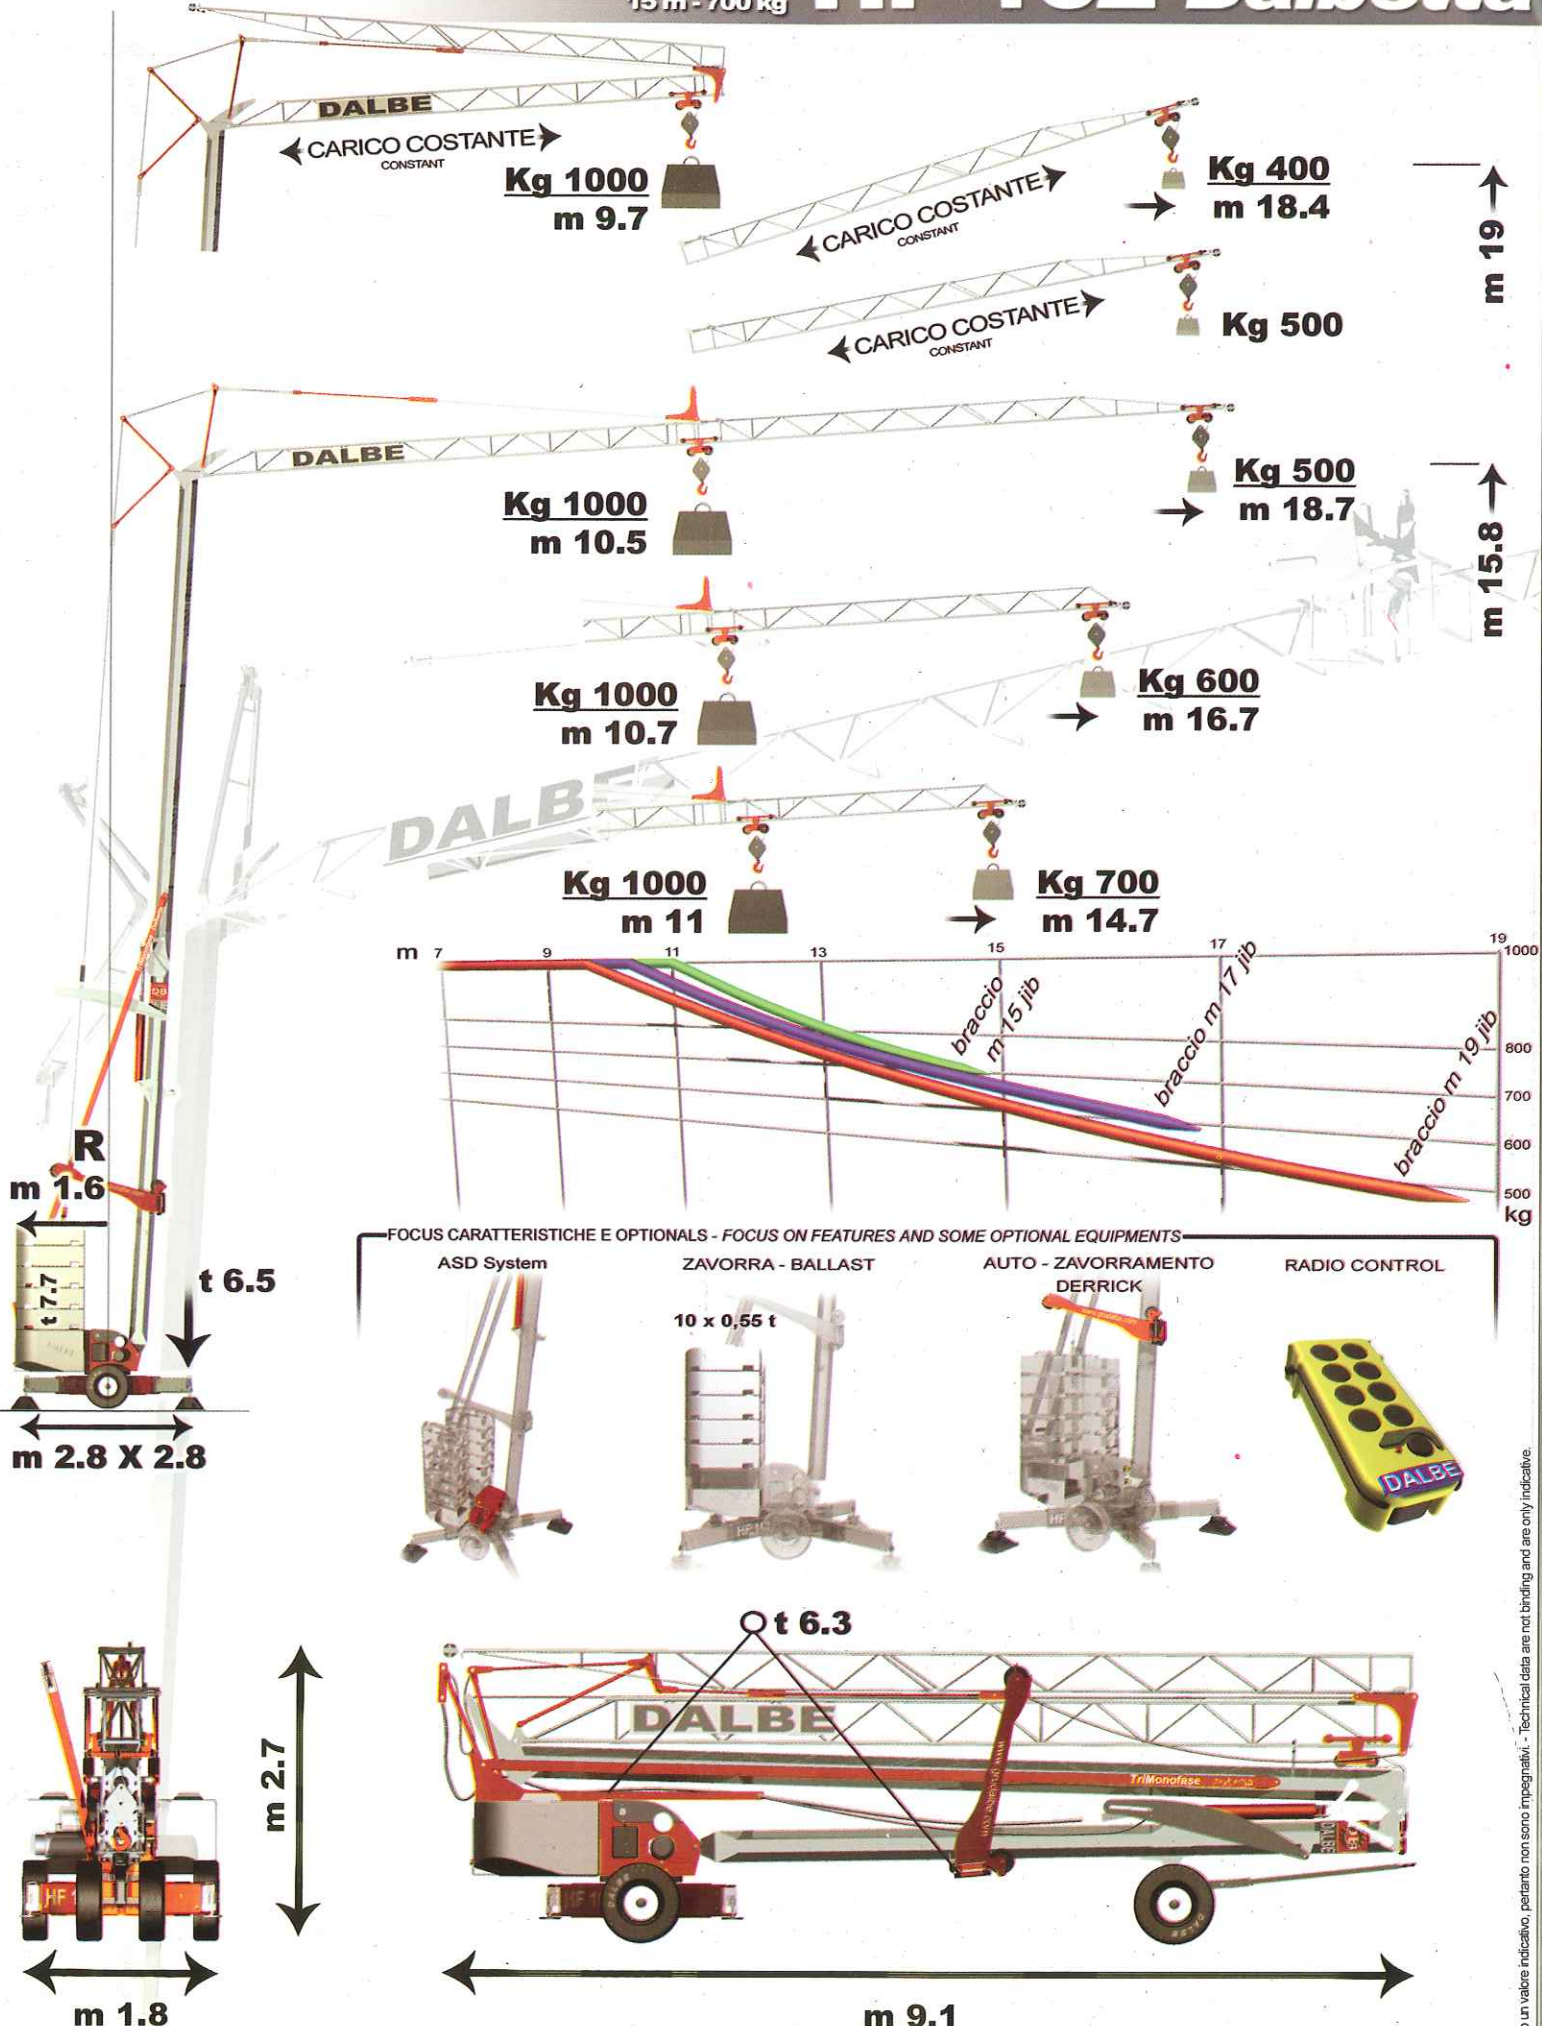 15 m - 700 kg
DALBE
CARICO COSTANTE
CONSTANT
Kg 1000
m 9.7
Kg 400
m 18.4
CARICO COSTANTE
CONSTANT
m 19
CARICO COSTANTE
CONSTANT
Kg 500
DALBE
Kg 1000
m 10.5
Kg 500
m 18.7
m 15.8
Kg 1000
m 10.7
Kg 600
m 16.7
DALBE
Kg 1000
m 11
Kg 700
m 14.7
m 7 9 11 13 15 17 19
1000
braccio
m 15 jib
braccio m 17 jib
braccio m 19 jib
800
700
600
500
kg
R
m 1.6
t 7.7
t 6.5
m 2.8 X 2.8
FOCUS CARATTERISTICHE E OPTIONALS - FOCUS ON FEATURES AND SOME OPTIONAL EQUIPMENTS
ASD System
ZAVORRA - BALLAST
AUTO - ZAVORRAMENTO
DERRICK
RADIO CONTROL
10 x 0,55 t
DALBE
t 6.3
DALBE
TriMonofase
DALBE
HF 1
DALBE
DALBE
m 2.7
m 1.8
m 9.1
un valore indicativo, pertanto non sono impegnativi. - Technical data are not binding and are only indicative.